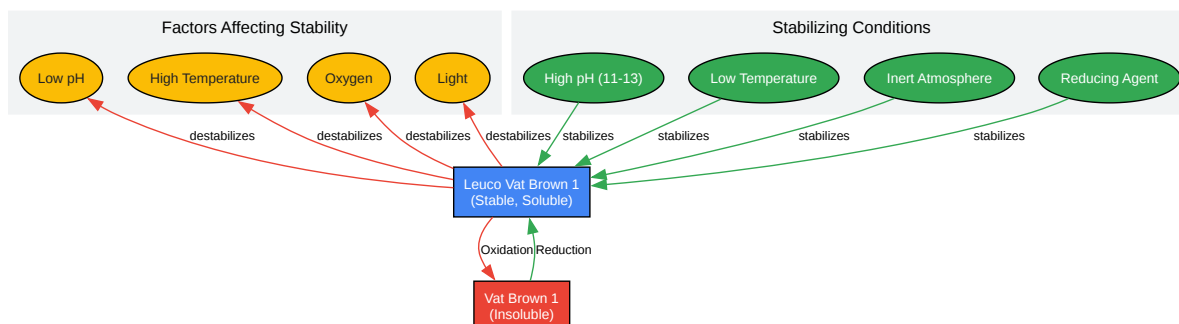 Factors Affecting Stability
Stabilizing Conditions
Low pH
High Temperature
Oxygen
Light
High pH (11-13)
Low Temperature
Inert Atmosphere
Reducing Agent
destabilizes
destabilizes
destabilizes
destabilizes
stabilizes
stabilizes
stabilizes
stabilizes
Leuco Vat Brown 1
(Stable, Soluble)
Oxidation
Reduction
Vat Brown 1
(Insoluble)